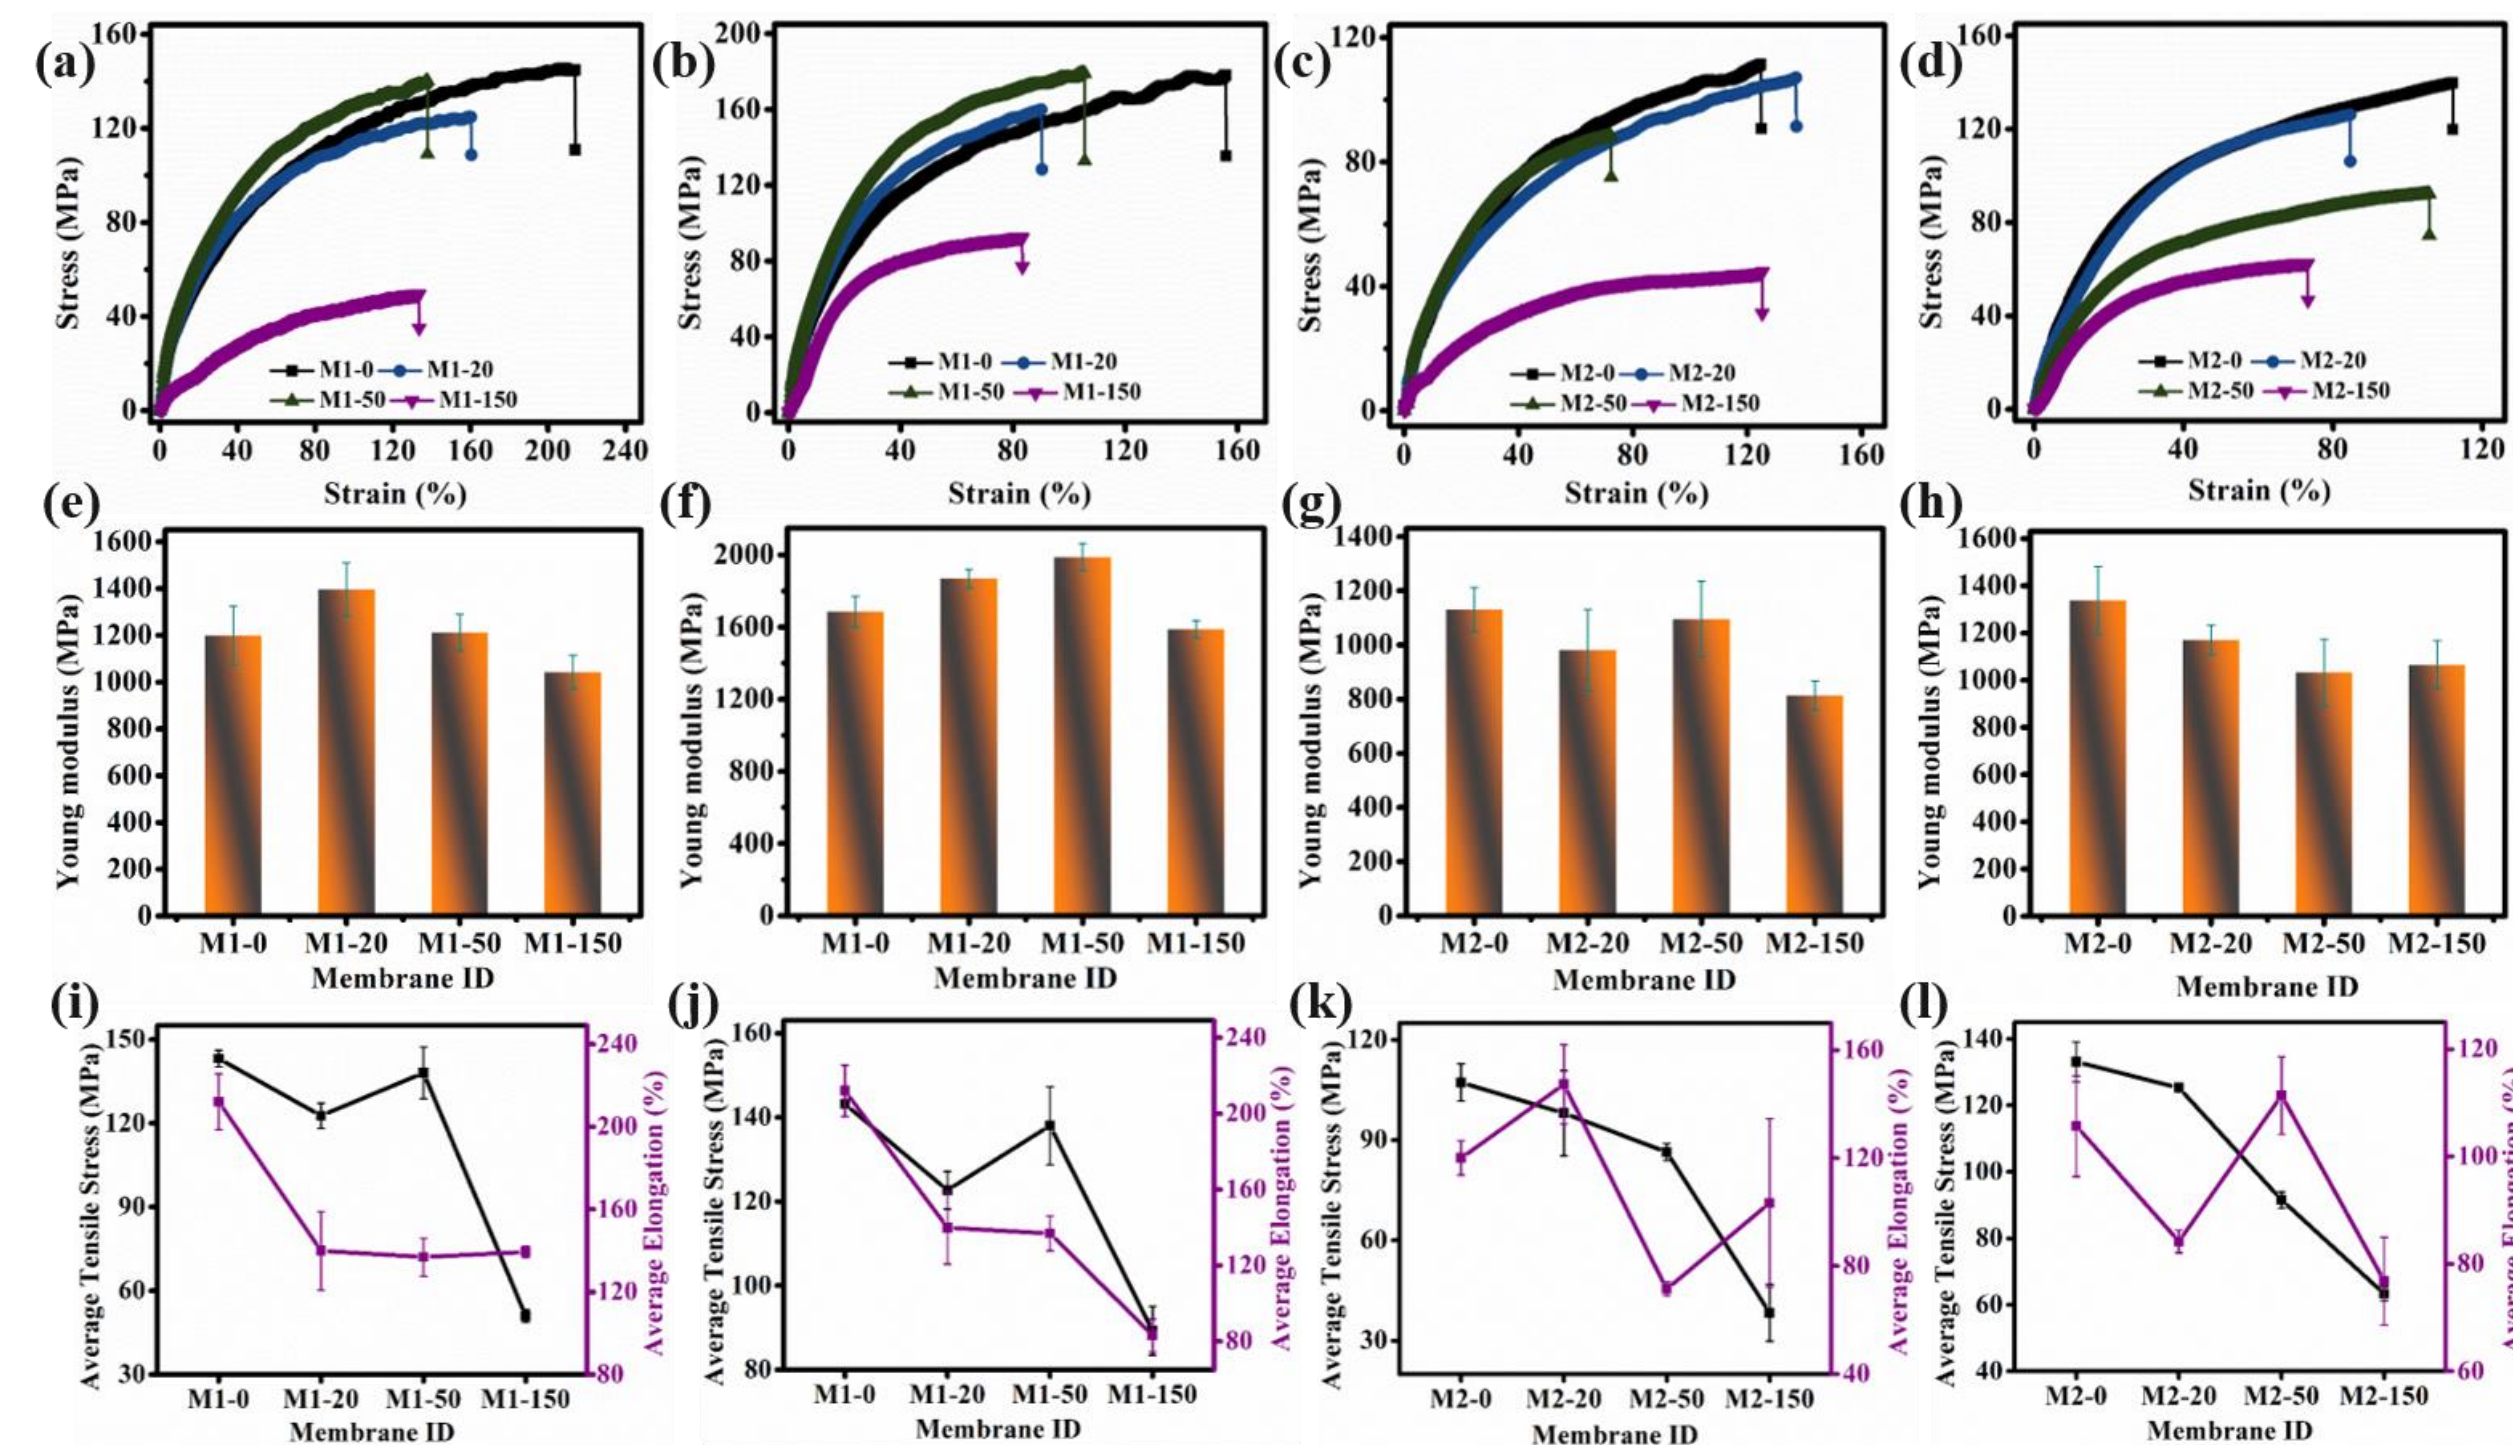 (a)
160
120
80
40
0
Stress (MPa)
M1-0 M1-20
M1-50 M1-150
0 40 80 120 160 200 240
Strain (%)
(b)
200
160
120
80
40
0
Stress (MPa)
M1-0 M1-20
M1-50 M1-150
0 40 80 120 160
Strain (%)
(c)
120
80
40
0
Stress (MPa)
M2-0 M2-20
M2-50 M2-150
0 40 80 120 160
Strain (%)
(d)
160
120
80
40
0
Stress (MPa)
M2-0 M2-20
M2-50 M2-150
0 40 80 120
Strain (%)
(e)
1600
1400
1200
1000
800
600
400
200
0
Young modulus (MPa)
M1-0 M1-20 M1-50 M1-150
Membrane ID
(f)
2000
1600
1200
800
400
0
Young modulus (MPa)
M1-0 M1-20 M1-50 M1-150
Membrane ID
(g)
1400
1200
1000
800
600
400
200
0
Young modulus (MPa)
M2-0 M2-20 M2-50 M2-150
Membrane ID
(h)
1600
1400
1200
1000
800
600
400
200
0
Young modulus (MPa)
M2-0 M2-20 M2-50 M2-150
Membrane ID
(i)
150
120
90
60
30
Average Tensile Stress (MPa)
240
200
160
120
80
Average Elongation (%)
M1-0 M1-20 M1-50 M1-150
Membrane ID
(j)
160
140
120
100
80
Average Tensile Stress (MPa)
240
200
160
120
80
Average Elongation (%)
M1-0 M1-20 M1-50 M1-150
Membrane ID
(k)
120
90
60
30
Average Tensile Stress (MPa)
160
120
80
40
Average Elongation (%)
M2-0 M2-20 M2-50 M2-150
Membrane ID
(l)
140
120
100
80
60
40
Average Tensile Stress (MPa)
120
100
80
60
Average Elongation (%)
M2-0 M2-20 M2-50 M2-150
Membrane ID